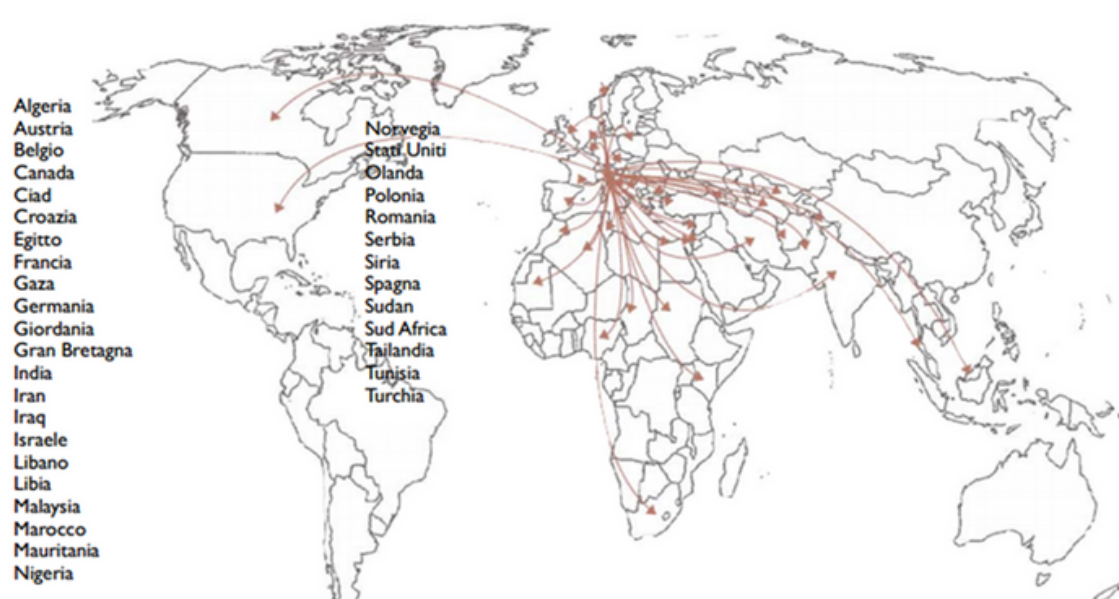 Algeria
Austria
Belgio
Canada
Ciad
Croazia
Egitto
Francia
Gaza
Germania
Giordania
Gran Bretagna
India
Iran
Iraq
Israele
Libano
Libia
Malaysia
Marocco
Mauritania
Nigeria
Norvegia
Stati Uniti
Olanda
Polonia
Romania
Serbia
Siria
Spagna
Sudan
Sud Africa
Tailandia
Tunisia
Turchia